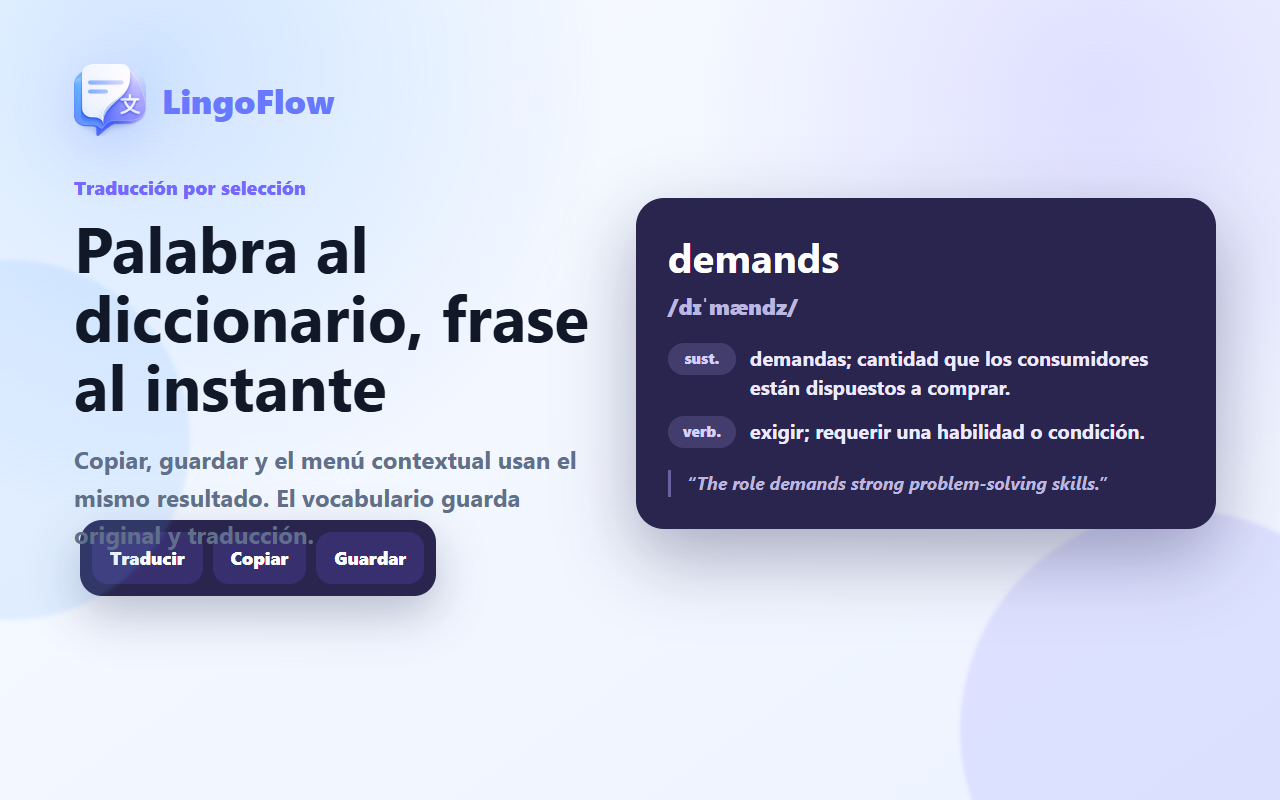 文
LingoFlow
Traducción por selección
Palabra al
diccionario, frase
al instante
Copiar, guardar y el menú contextual usan el
mismo resultado. El vocabulario guarda
original y traducción.
Traducir Copiar Guardar
demands
/dɪˈmændz/
sust. demandas; cantidad que los consumidores
están dispuestos a comprar.
verb. exigir; requerir una habilidad o condición.
“The role demands strong problem-solving skills.”